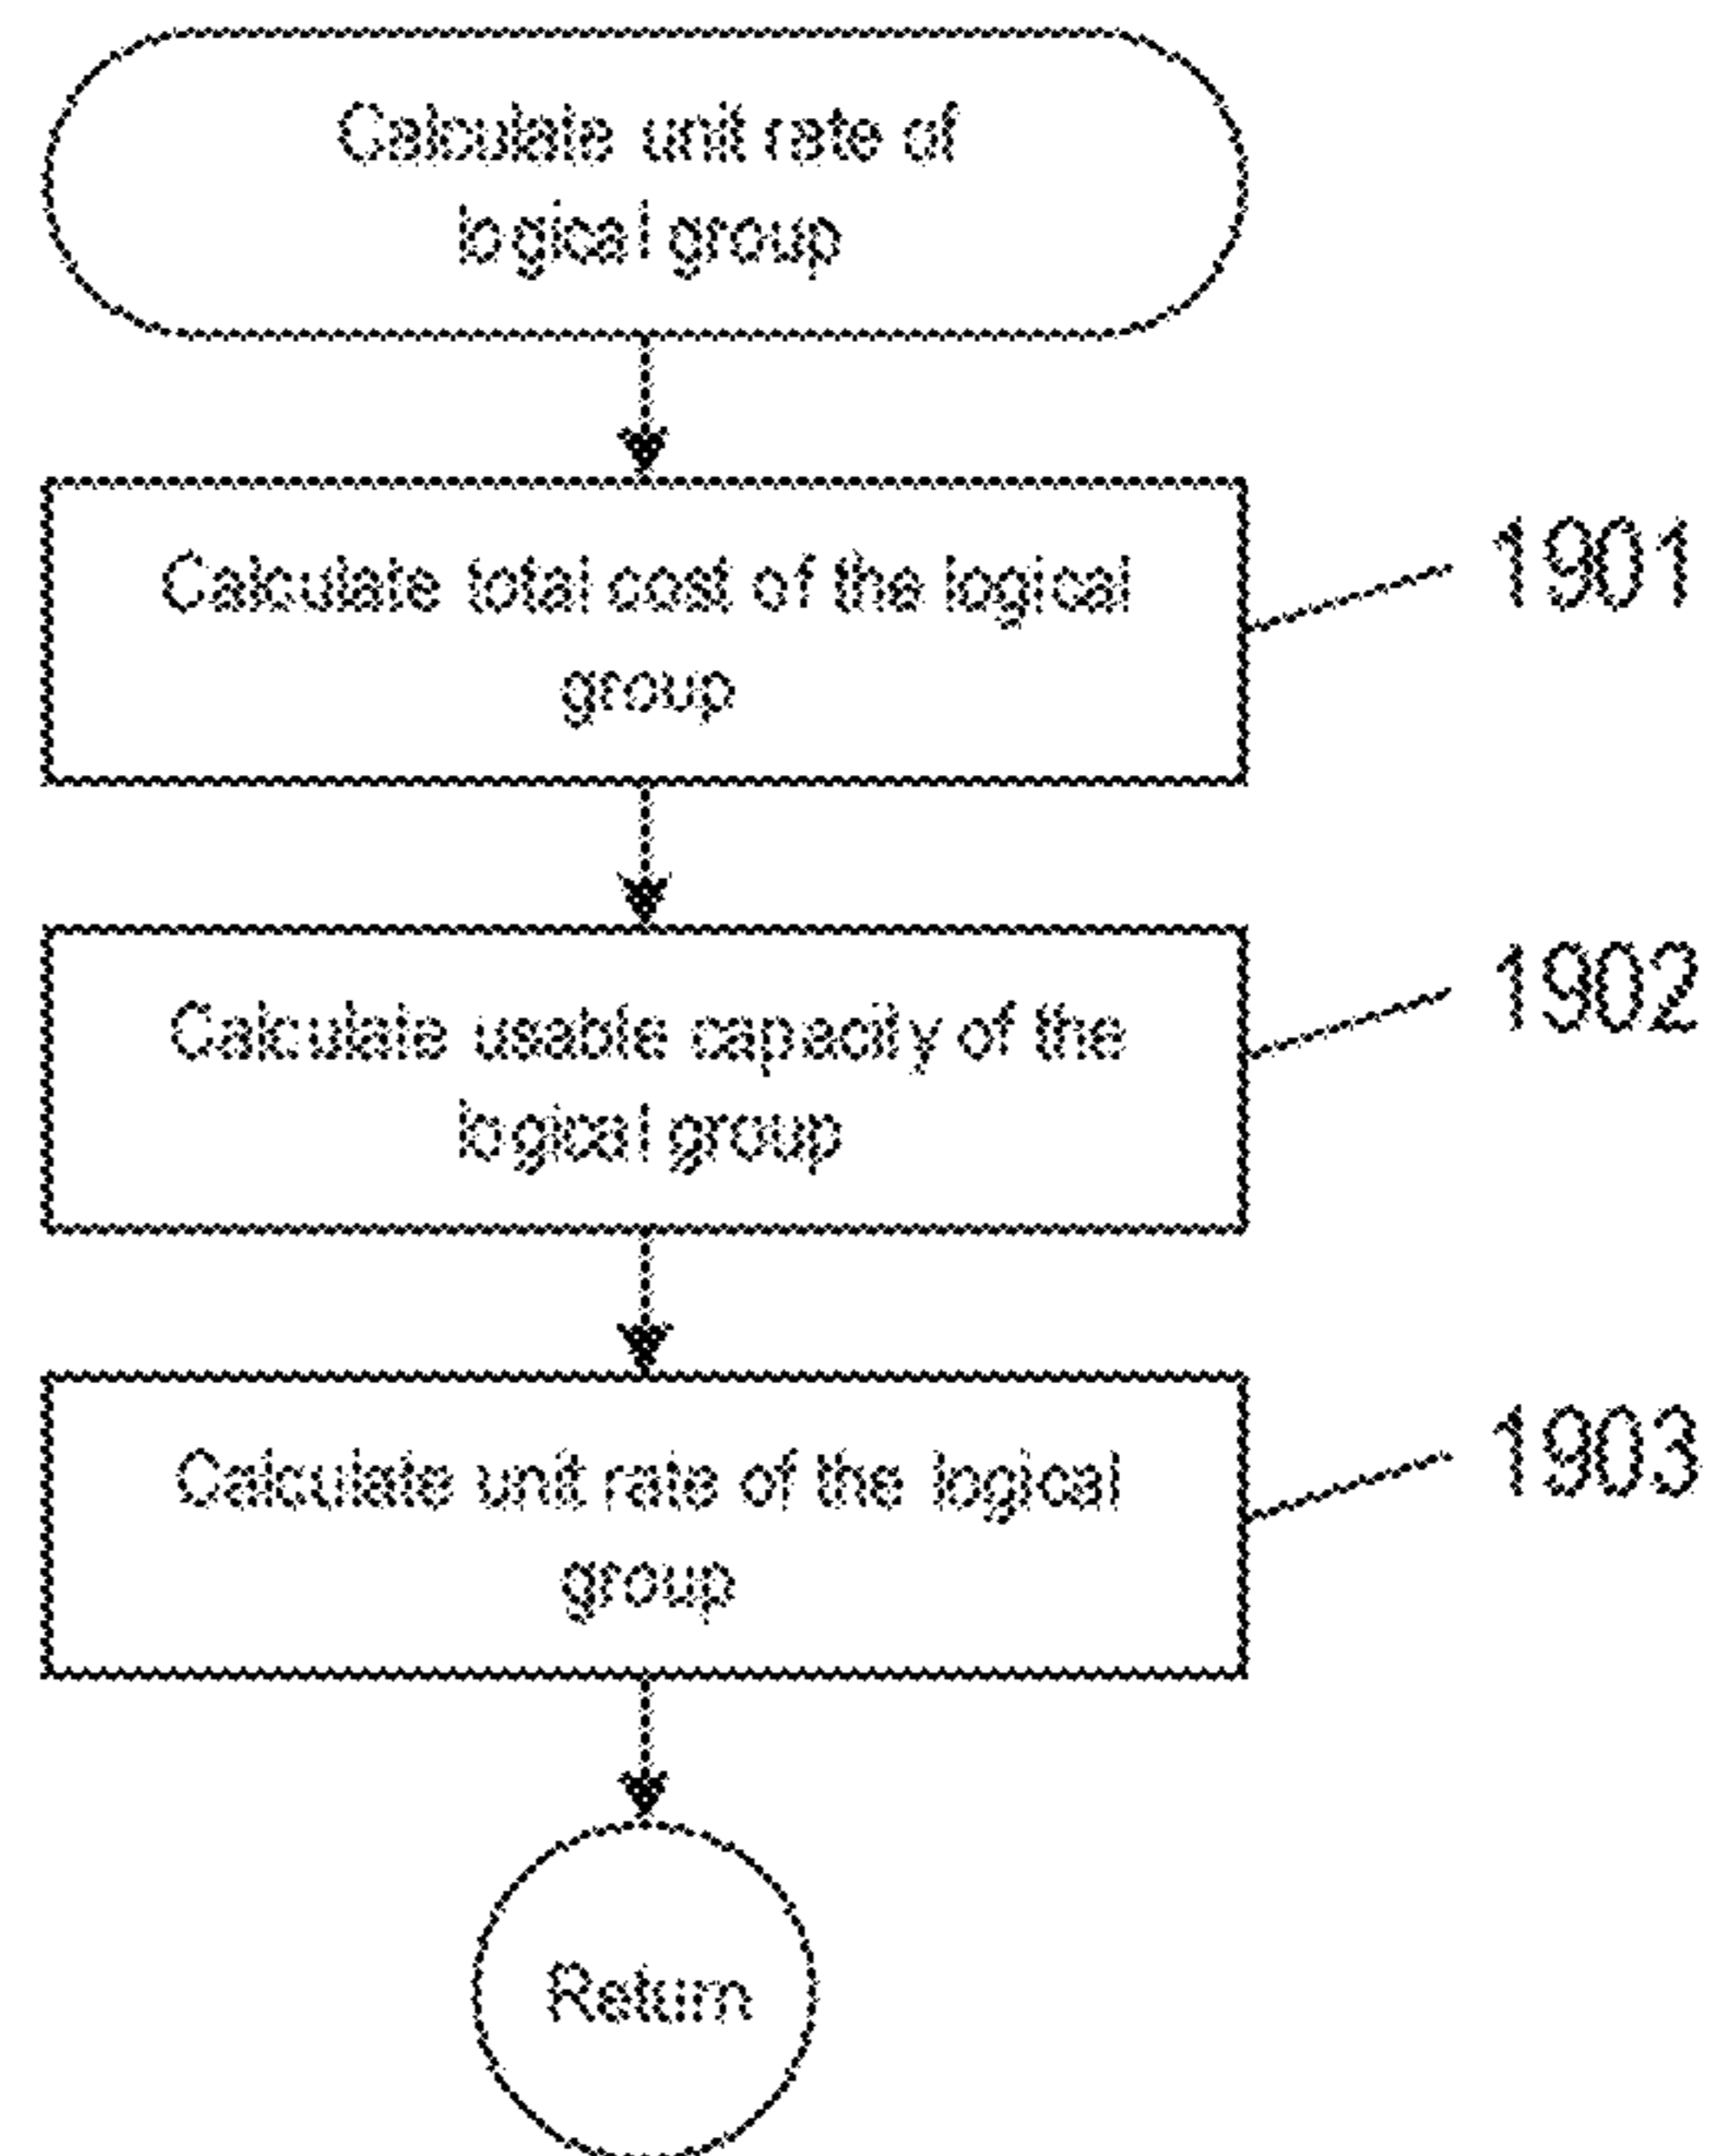 Calculate unit rate of
logical group
Calculate total cost of the logical
group
1901
Calculate usable capacity of the
logical group
1902
Calculate unit rate of the logical
group
1903
Return